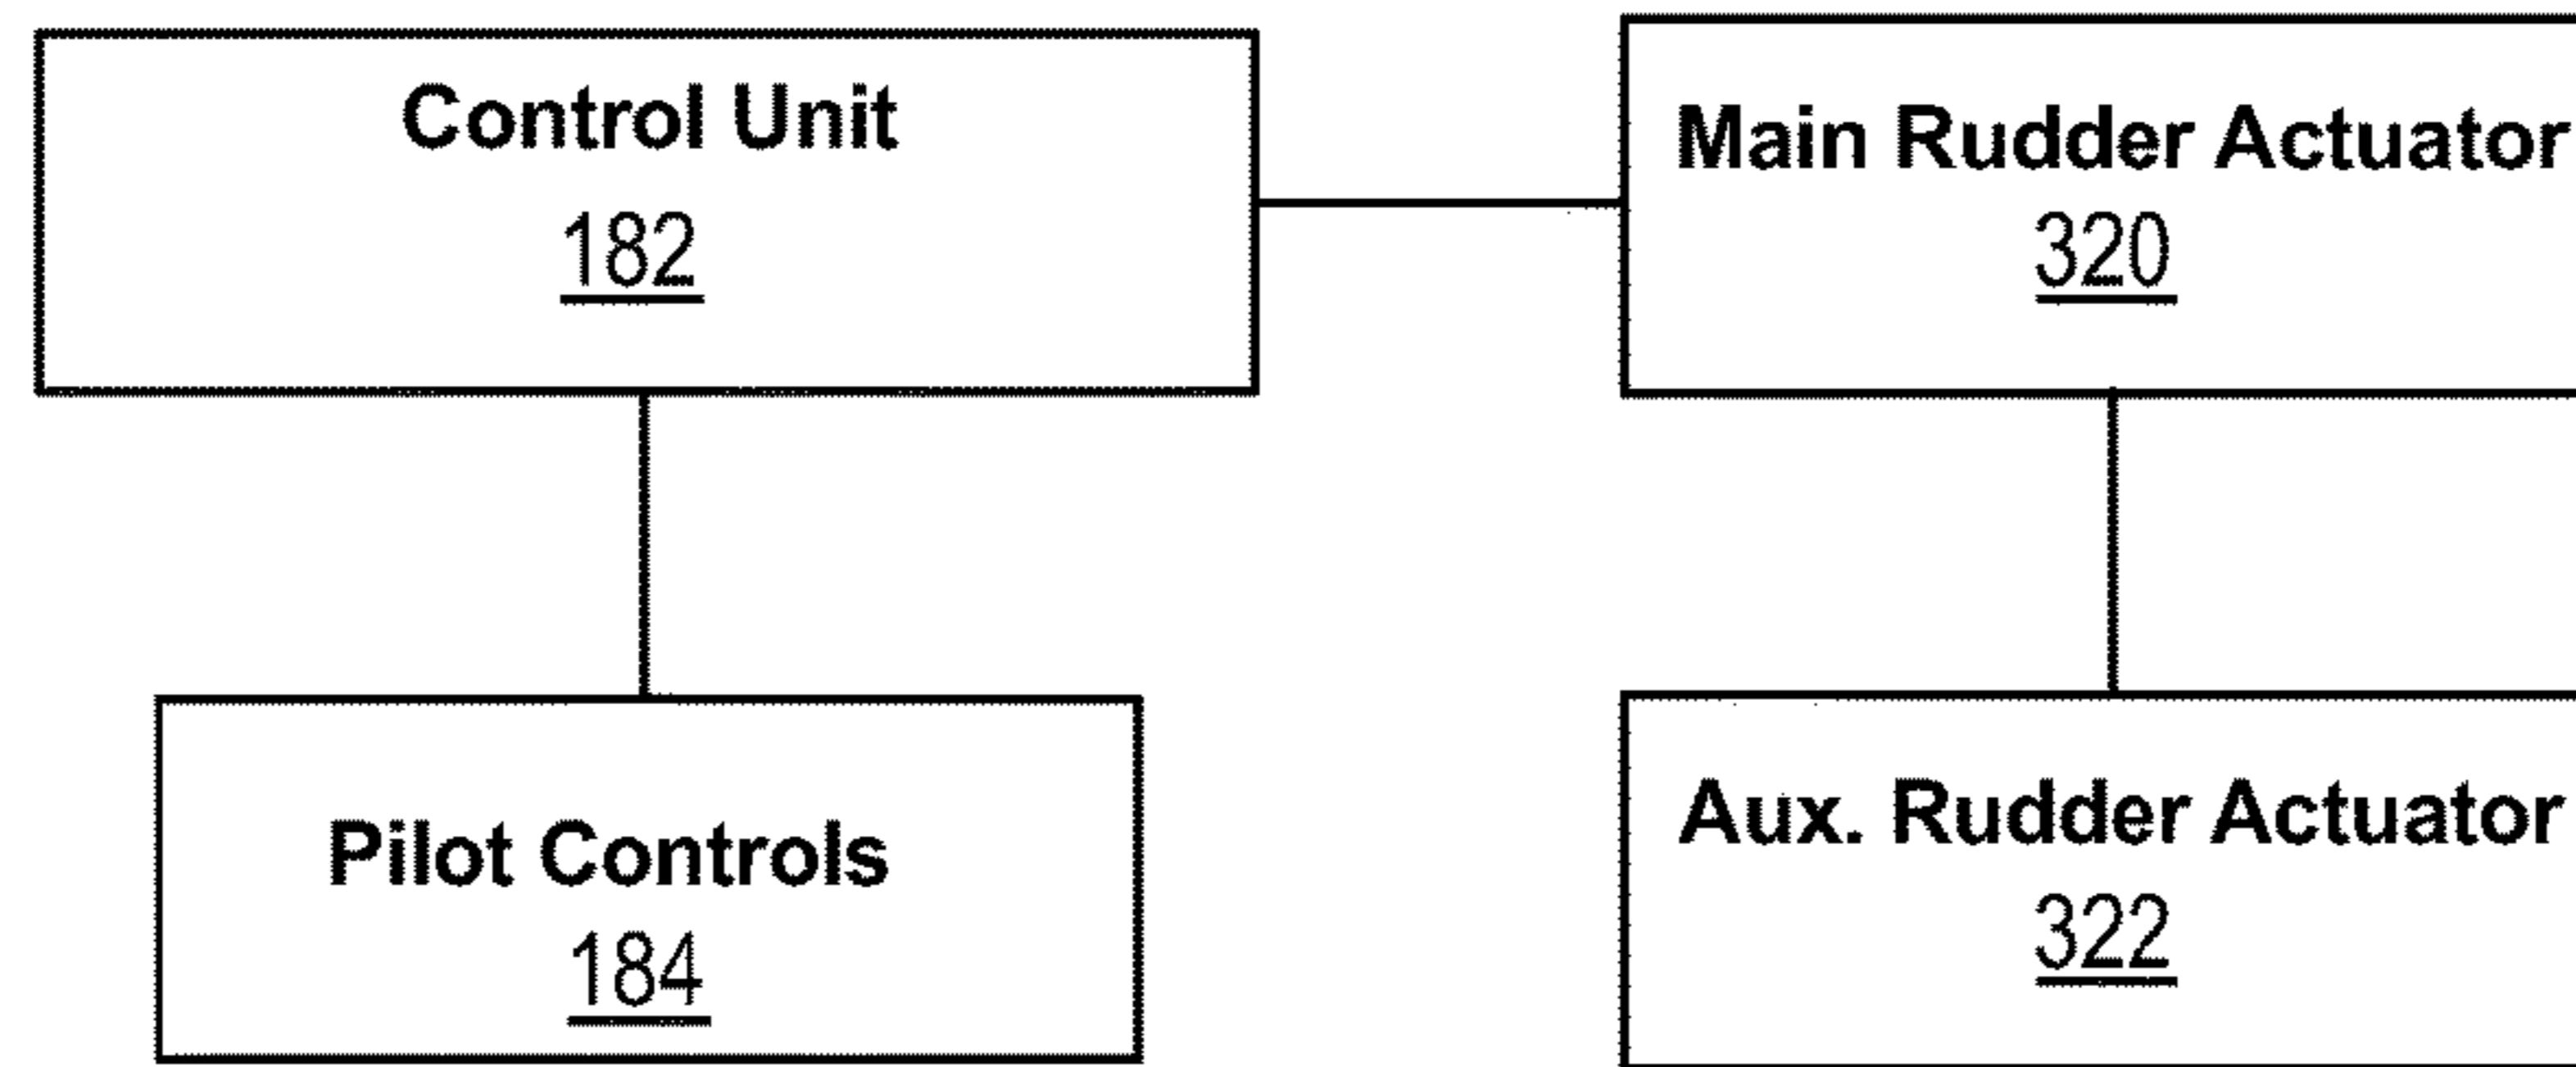 Control Unit
182
Main Rudder Actuator
320
Pilot Controls
184
Aux. Rudder Actuator
322